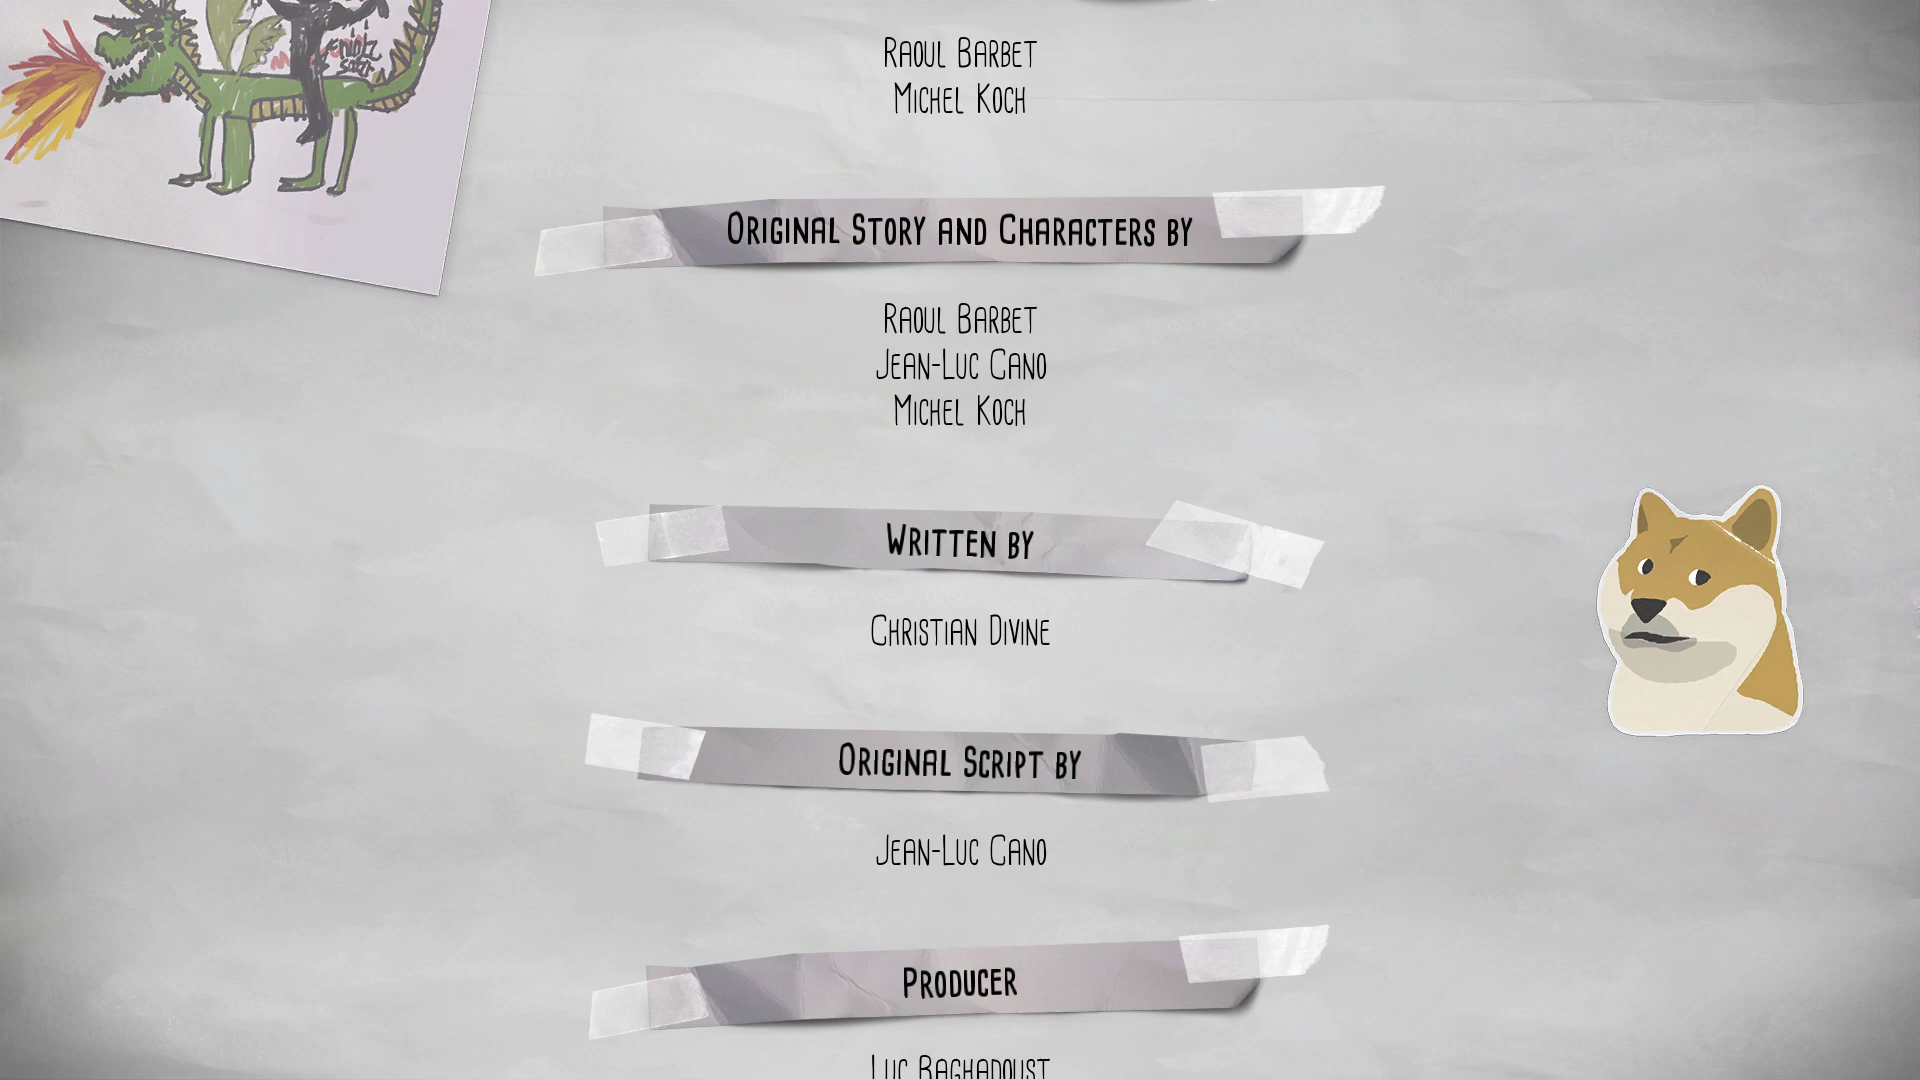 Raoul Barbet
Michel Koch
Original Story and Characters by
Raoul Barbet
Jean-Luc Cano
Michel Koch
Written by
Christian Divine
Original Script by
Jean-Luc Cano
Producer
Luc Baghadoust